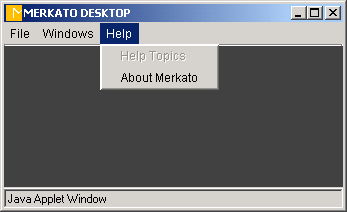 MERKATO DESKTOP
File Windows Help
Help Topics
About Merkato
Java Applet Window